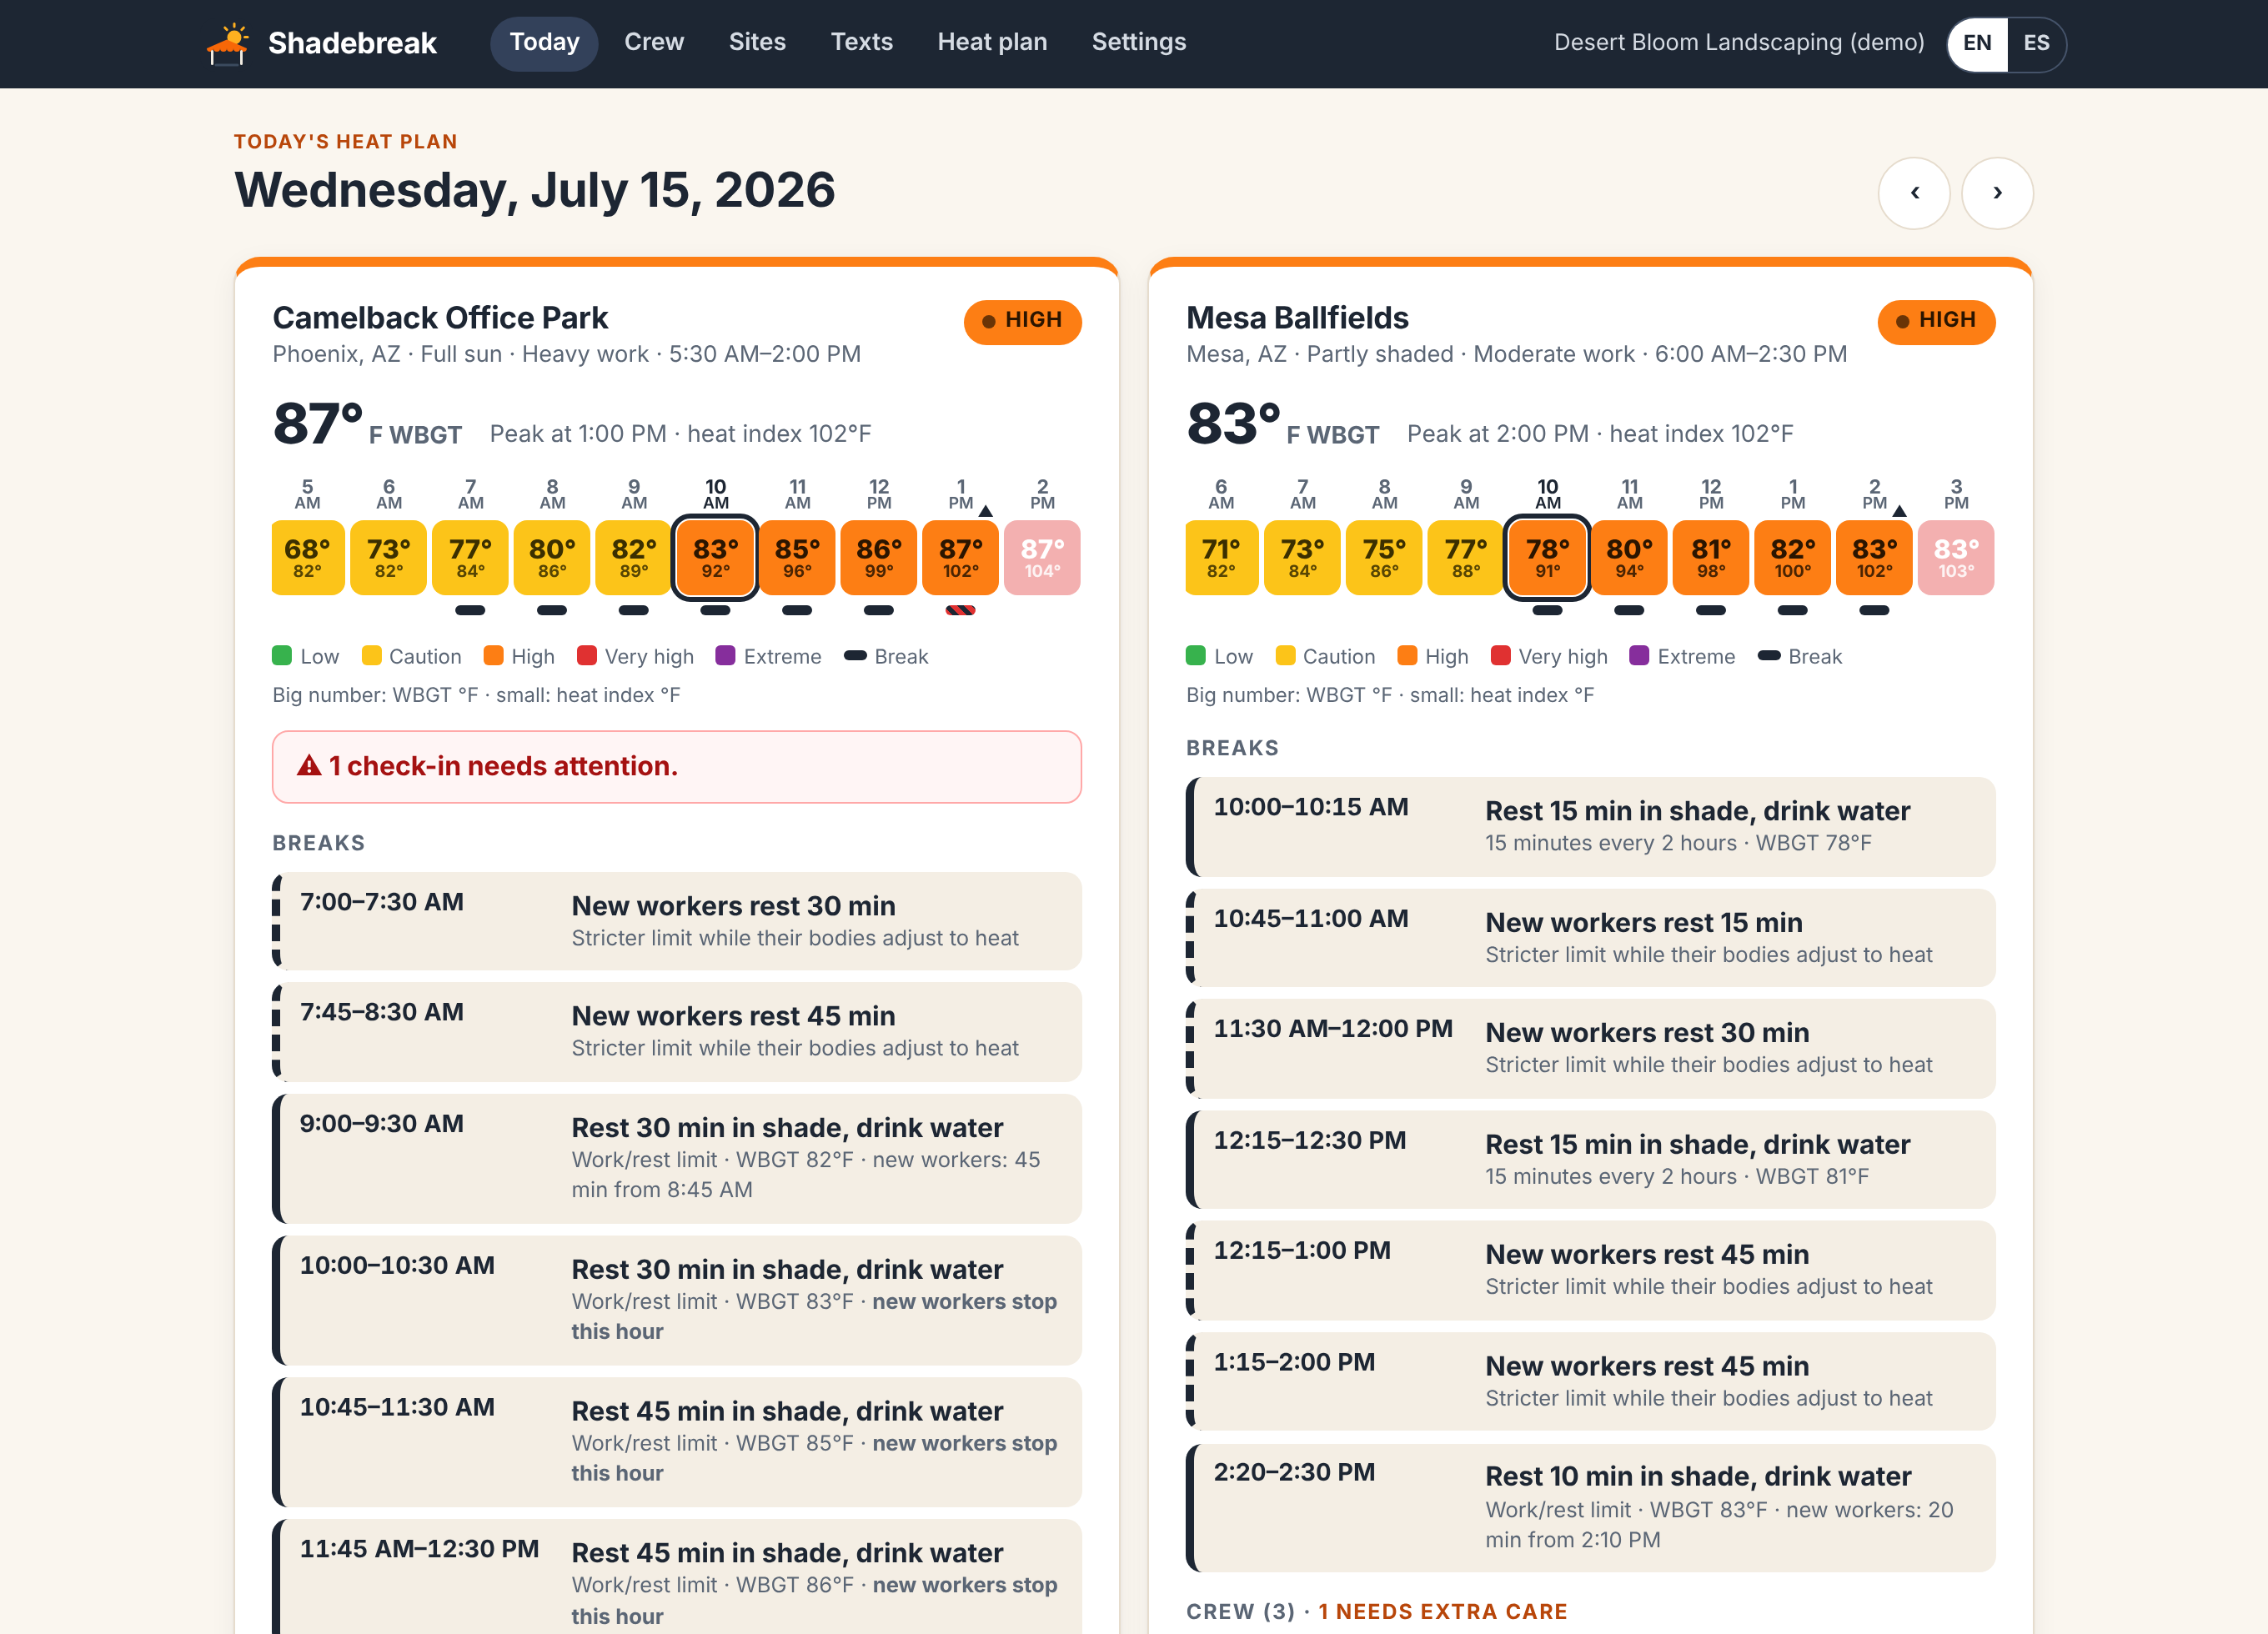 Shadebreak
Today
Crew
Sites
Texts
Heat plan
Settings
Desert Bloom Landscaping (demo)
EN
ES
TODAY'S HEAT PLAN
Wednesday, July 15, 2026
‹
›
Camelback Office Park
HIGH
Phoenix, AZ · Full sun · Heavy work · 5:30 AM–2:00 PM
87° F WBGT Peak at 1:00 PM · heat index 102°F
5 6 7 8 9 10 11 12 1 2
AM AM AM AM AM AM AM PM PM PM
68° 73° 77° 80° 82° 83° 85° 86° 87° 87°
82° 82° 84° 86° 89° 92° 96° 99° 102° 104°
Low Caution High Very high Extreme Break
Big number: WBGT °F · small: heat index °F
1 check-in needs attention.
BREAKS
7:00–7:30 AM
New workers rest 30 min
Stricter limit while their bodies adjust to heat
7:45–8:30 AM
New workers rest 45 min
Stricter limit while their bodies adjust to heat
9:00–9:30 AM
Rest 30 min in shade, drink water
Work/rest limit · WBGT 82°F · new workers: 45
min from 8:45 AM
10:00–10:30 AM
Rest 30 min in shade, drink water
Work/rest limit · WBGT 83°F · new workers stop
this hour
10:45–11:30 AM
Rest 45 min in shade, drink water
Work/rest limit · WBGT 85°F · new workers stop
this hour
11:45 AM–12:30 PM
Rest 45 min in shade, drink water
Work/rest limit · WBGT 86°F · new workers stop
this hour
Mesa Ballfields
HIGH
Mesa, AZ · Partly shaded · Moderate work · 6:00 AM–2:30 PM
83° F WBGT Peak at 2:00 PM · heat index 102°F
6 7 8 9 10 11 12 1 2 3
AM AM AM AM AM AM PM PM PM PM
71° 73° 75° 77° 78° 80° 81° 82° 83° 83°
82° 84° 86° 88° 91° 94° 98° 100° 102° 103°
Low Caution High Very high Extreme Break
Big number: WBGT °F · small: heat index °F
BREAKS
10:00–10:15 AM
Rest 15 min in shade, drink water
15 minutes every 2 hours · WBGT 78°F
10:45–11:00 AM
New workers rest 15 min
Stricter limit while their bodies adjust to heat
11:30 AM–12:00 PM
New workers rest 30 min
Stricter limit while their bodies adjust to heat
12:15–12:30 PM
Rest 15 min in shade, drink water
15 minutes every 2 hours · WBGT 81°F
12:15–1:00 PM
New workers rest 45 min
Stricter limit while their bodies adjust to heat
1:15–2:00 PM
New workers rest 45 min
Stricter limit while their bodies adjust to heat
2:20–2:30 PM
Rest 10 min in shade, drink water
Work/rest limit · WBGT 83°F · new workers: 20
min from 2:10 PM
CREW (3) · 1 NEEDS EXTRA CARE